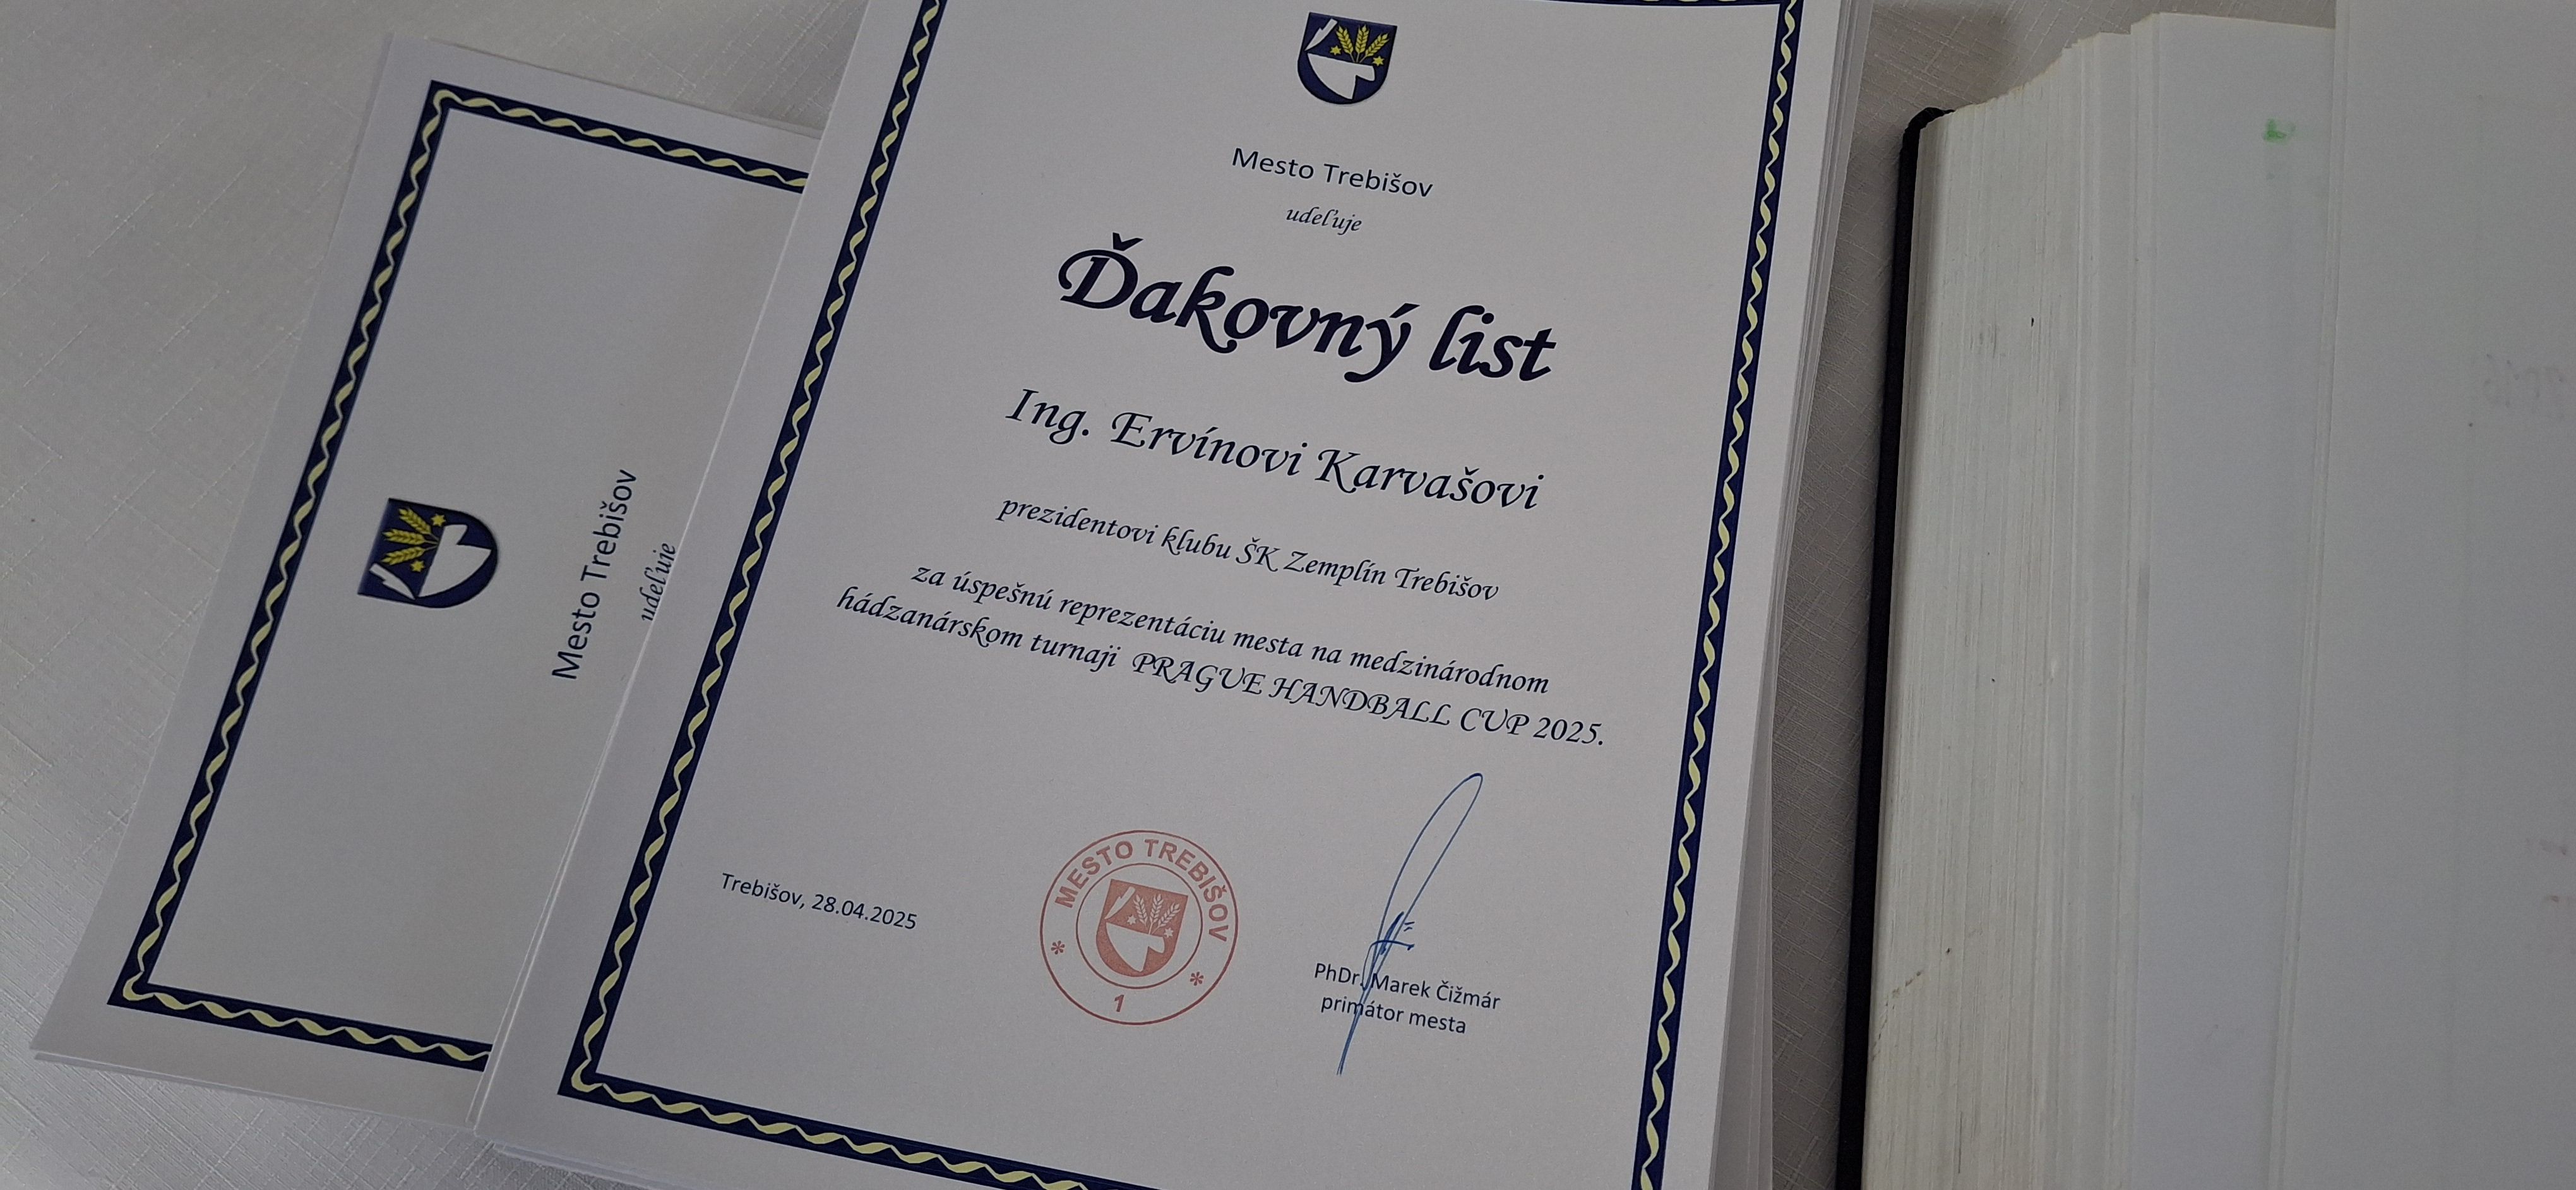 Mesto Trebišov
udeľuje
Mesto Trebišov
udeľuje
Ďakovný list
Ing. Ervínovi Karvašovi
prezidentovi klubu ŠK Zemplín Trebišov
za úspešnú reprezentáciu mesta na medzinárodnom
hádzanárskom turnaji PRAGUE HANDBALL CUP 2025.
Trebišov, 28.04.2025
MESTO TREBIŠOV
* 1 *
PhDr. Marek Čižmár
primátor mesta